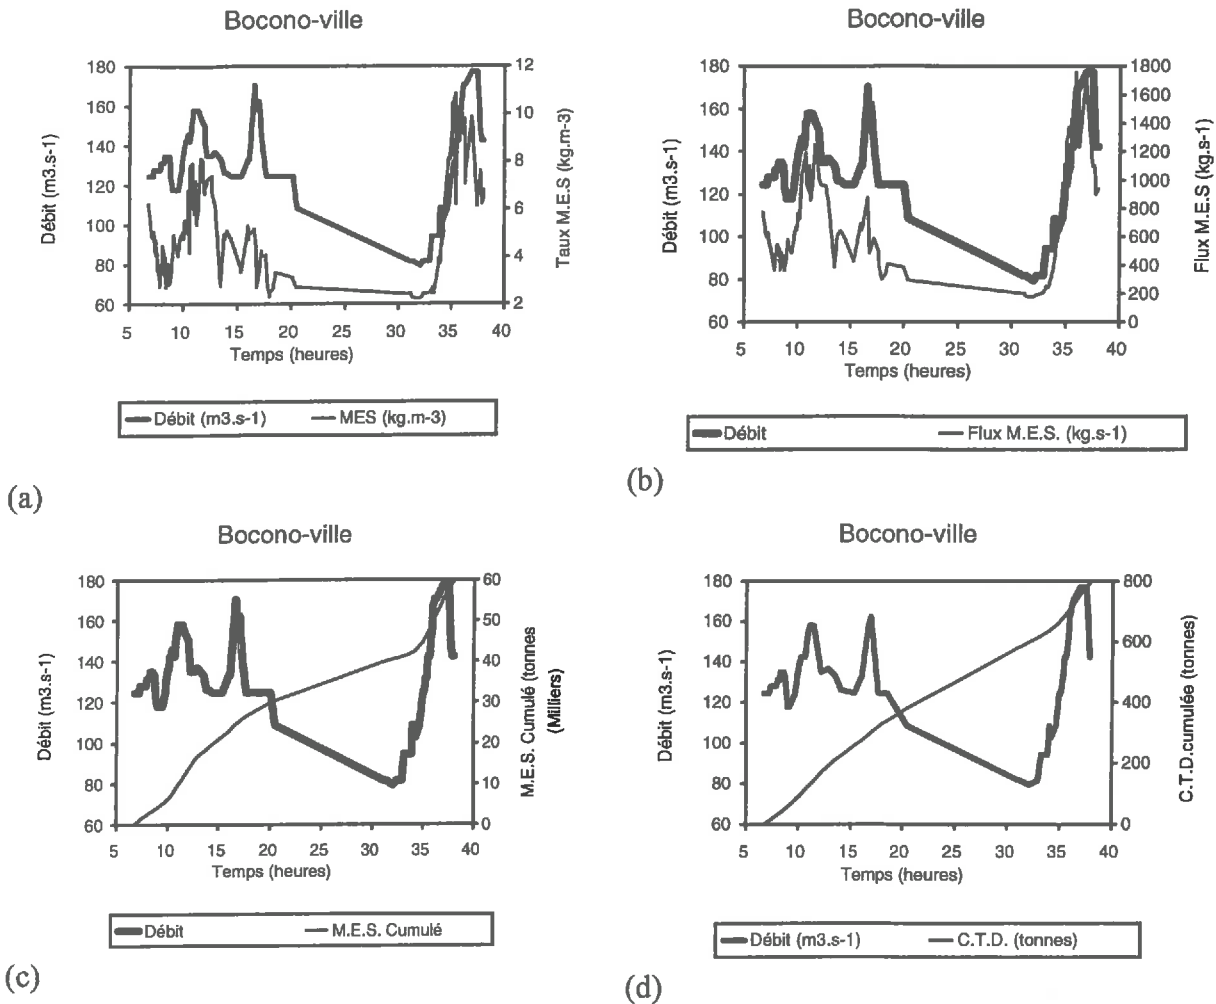 Bocono-ville
180
160
140
120
100
80
60
Débit (m3.s-1)
12
10
8
6
4
2
Taux M.E.S (kg.m-3)
5 10 15 20 25 30 35 40
Temps (heures)
Débit (m3.s-1) MES (kg.m-3)
(a)
Bocono-ville
180
160
140
120
100
80
60
Débit (m3.s-1)
1800
1600
1400
1200
1000
800
600
400
200
0
Flux M.E.S (kg.s-1)
5 10 15 20 25 30 35 40
Temps (heures)
Débit Flux M.E.S. (kg.s-1)
(b)
Bocono-ville
180
160
140
120
100
80
60
Débit (m3.s-1)
60
50
40
30
20
10
0
M.E.S. Cumulé (tonnes
(Milliers)
5 10 15 20 25 30 35 40
Temps (heures)
Débit M.E.S. Cumulé
(c)
Bocono-ville
180
160
140
120
100
80
60
Débit (m3.s-1)
800
600
400
200
0
C.T.D.cumulée (tonnes)
5 10 15 20 25 30 35 40
Temps (heures)
Débit (m3.s-1) C.T.D. (tonnes)
(d)